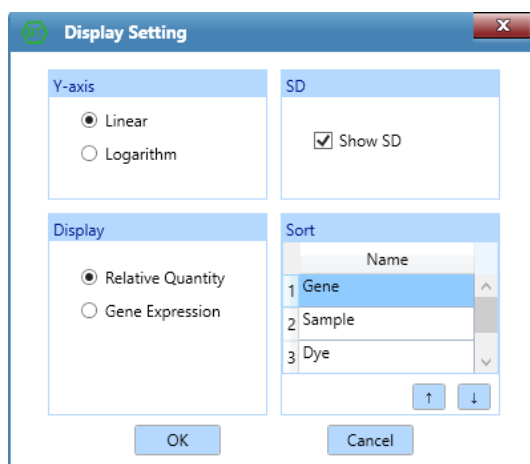 Display Setting
x
Y-axis
Linear
Logarithm
SD
Show SD
Display
Relative Quantity
Gene Expression
Sort
Name
1 Gene
2 Sample
3 Dye
↑ ↓
OK
Cancel